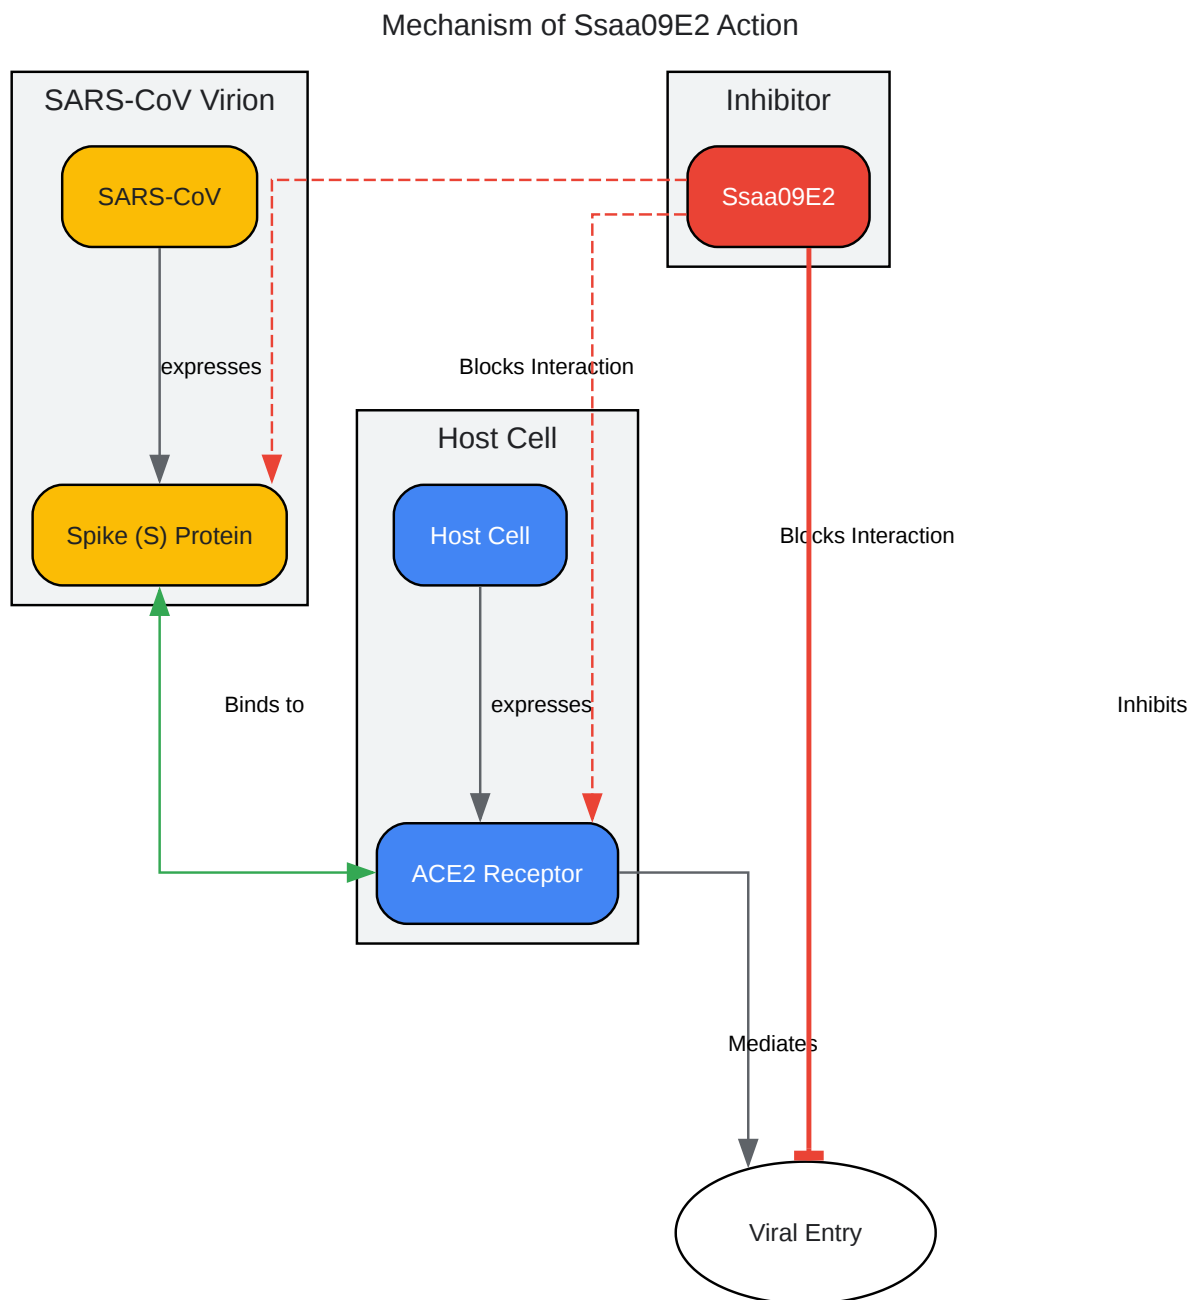 Mechanism of Ssaa09E2 Action
SARS-CoV Virion
Inhibitor
SARS-CoV
Ssaa09E2
expresses
Blocks Interaction
Host Cell
Spike (S) Protein
Host Cell
Blocks Interaction
Binds to
expresses
Inhibits
ACE2 Receptor
Mediates
Viral Entry